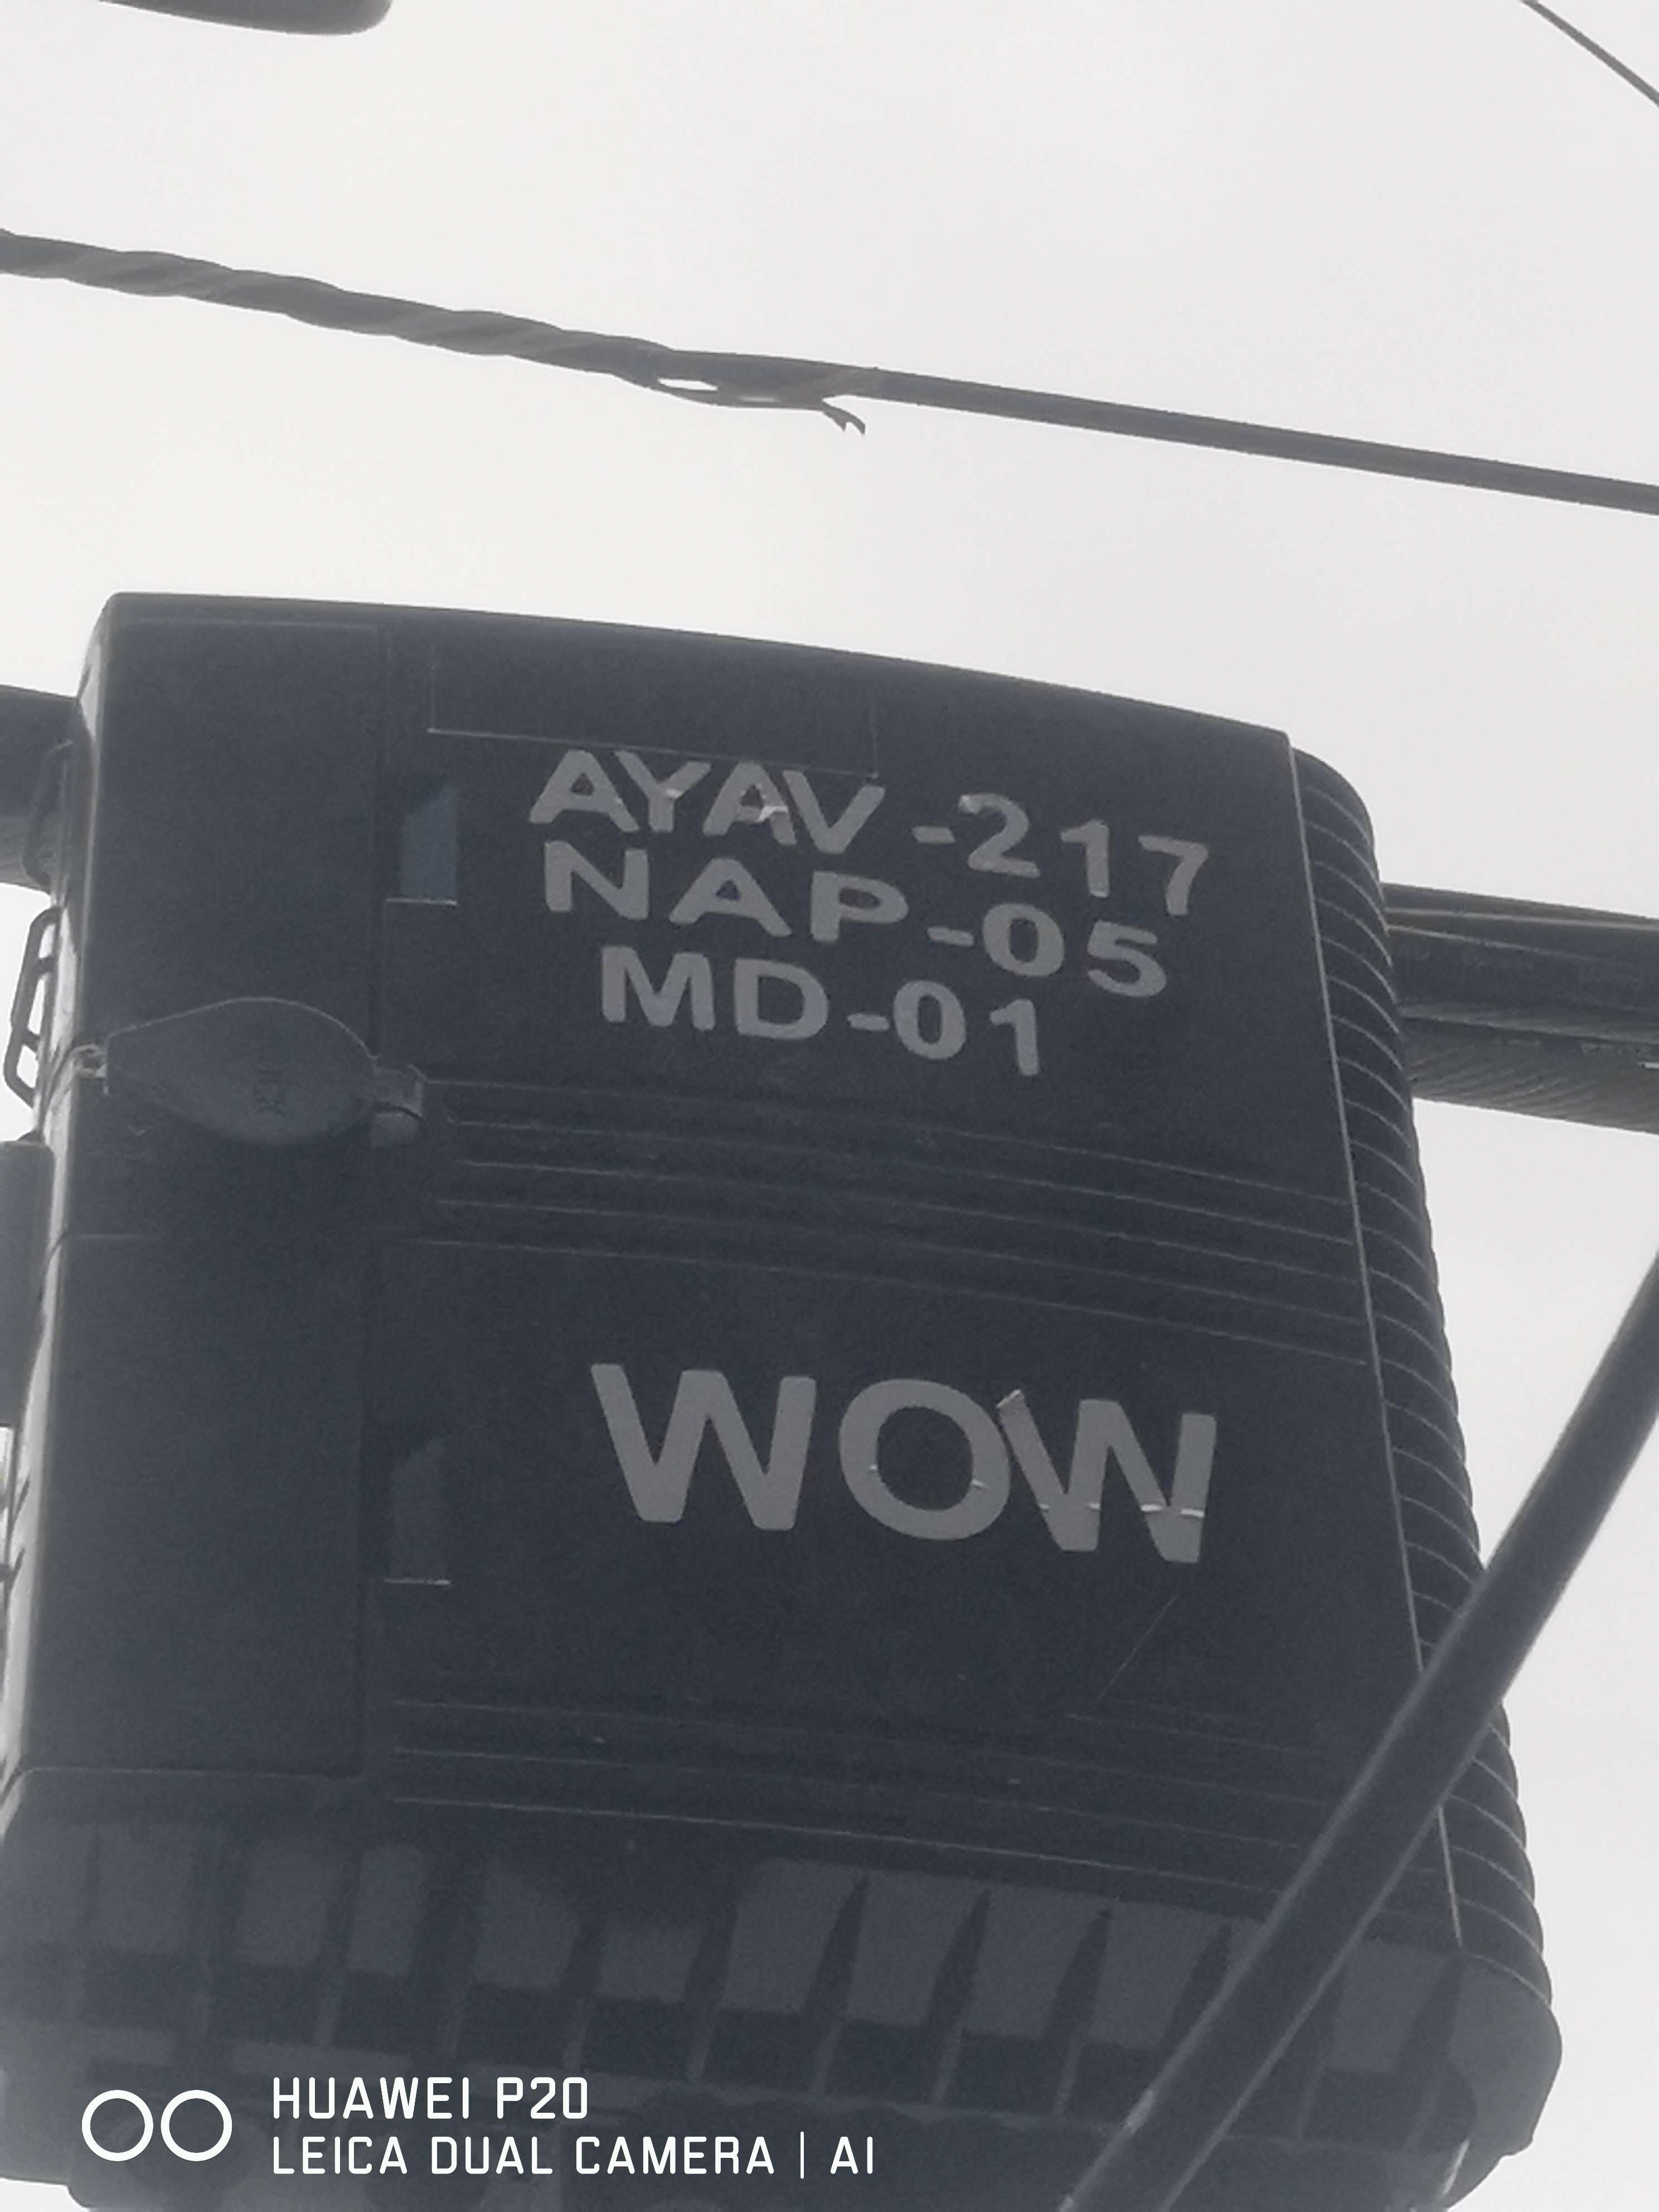 AYAV-217
NAP-05
MD-01
WOW
HUAWEI P20
LEICA DUAL CAMERA | AI